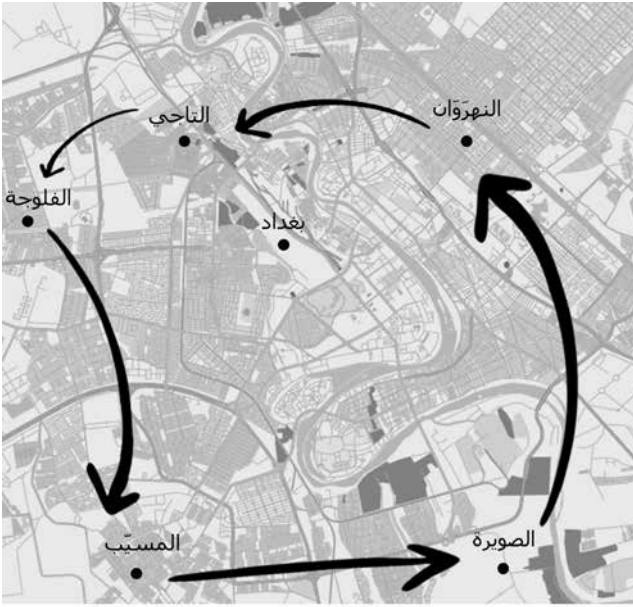 النهرَوَان
التاجي
الفلوجة
بغداد
المسيّب
الصويرة